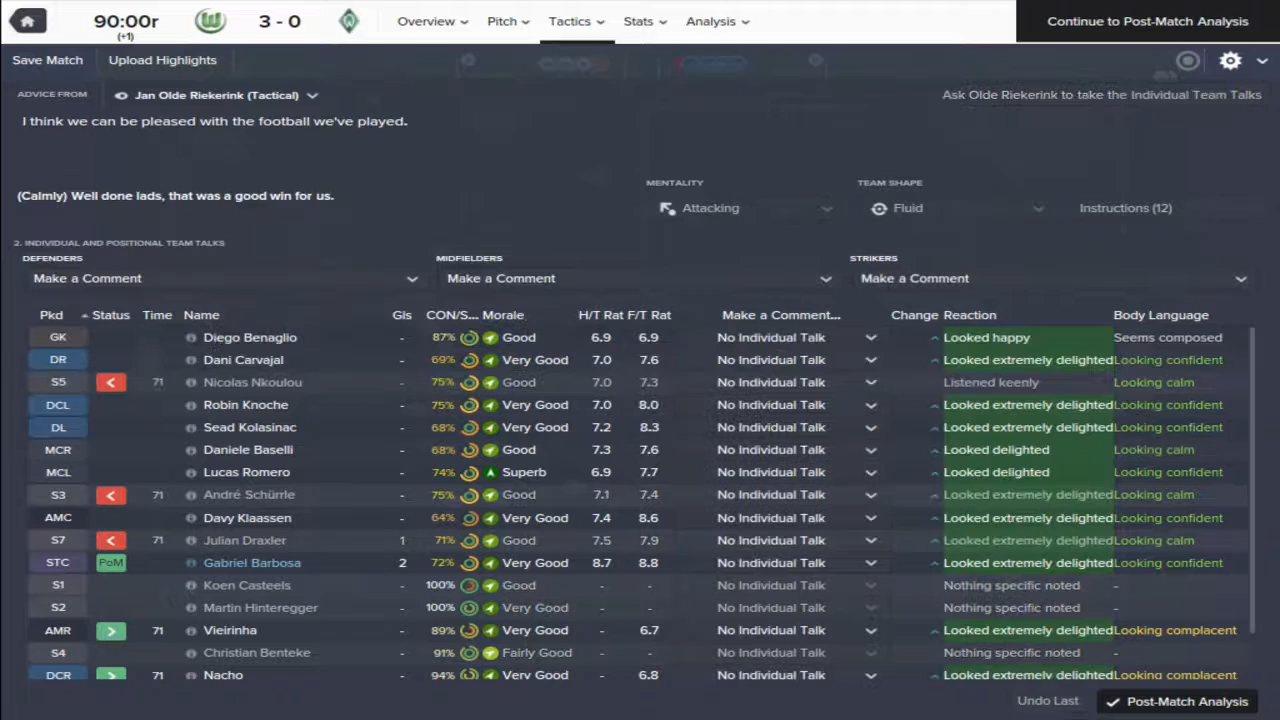 90:00r 3 - 0 Overview Pitch Tactics Stats Analysis Continue to Post-Match Analysis
(+1)
Save Match Upload Highlights
ADVICE FROM Jan Olde Riekerink (Tactical) Ask Olde Riekerink to take the Individual Team Talks
I think we can be pleased with the football we've played.
MENTALITY TEAM SHAPE
(Calmly) Well done lads, that was a good win for us.
Attacking Fluid Instructions (12)
2. INDIVIDUAL AND POSITIONAL TEAM TALKS
DEFENDERS MIDFIELDERS STRIKERS
Make a Comment Make a Comment Make a Comment
Pkd Status Time Name Gls CON/S... Morale H/T Rat F/T Rat Make a Comment... Change Reaction Body Language
GK Diego Benaglio - 87% Good 6.9 6.9 No Individual Talk Looked happy Seems composed
DR Dani Carvajal - 69% Very Good 7.0 7.6 No Individual Talk Looked extremely delighted Looking confident
S5 < 71 Nicolas Nkoulou - 75% Good 7.0 7.3 No Individual Talk Listened keenly Looking calm
DCL Robin Knoche - 75% Very Good 7.0 8.0 No Individual Talk Looked extremely delighted Looking confident
DL Sead Kolasinac - 68% Very Good 7.2 8.3 No Individual Talk Looked extremely delighted Looking confident
MCR Daniele Baselli - 68% Good 7.3 7.6 No Individual Talk Looked delighted Looking calm
MCL Lucas Romero - 74% Superb 6.9 7.7 No Individual Talk Looked delighted Looking confident
S3 < 71 André Schürrle - 75% Good 7.1 7.4 No Individual Talk Looked extremely delighted Looking calm
AMC Davy Klaassen - 64% Very Good 7.4 8.6 No Individual Talk Looked extremely delighted Looking confident
S7 < 71 Julian Draxler 1 71% Good 7.5 7.9 No Individual Talk Looked extremely delighted Looking calm
STC PoM Gabriel Barbosa 2 72% Very Good 8.7 8.8 No Individual Talk Looked extremely delighted Looking confident
S1 Koen Casteels - 100% Good - - No Individual Talk Nothing specific noted -
S2 Martin Hinteregger - 100% Very Good - - No Individual Talk Nothing specific noted -
AMR > 71 Vieirinha - 89% Very Good - 6.7 No Individual Talk Looked extremely delighted Looking complacent
S4 Christian Benteke - 91% Fairly Good - - No Individual Talk Nothing specific noted -
DCR > 71 Nacho - 94% Very Good - 6.8 No Individual Talk Looked extremely delighted Looking complacent
Undo Last Post-Match Analysis